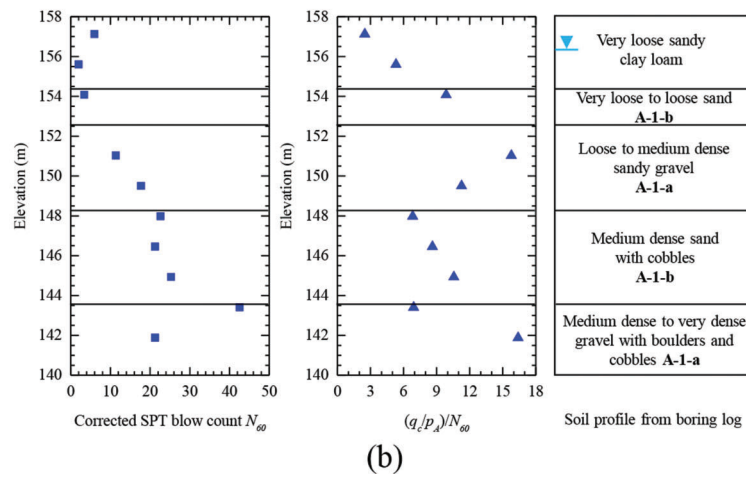 158
156
154
152
150
148
146
144
142
140
Elevation (m)
0 10 20 30 40 50
Corrected SPT blow count N60
158
156
154
152
150
148
146
144
142
140
Elevation (m)
0 3 6 9 12 15 18
(qc/pA)/N60
Very loose sandy
clay loam
Very loose to loose sand
A-1-b
Loose to medium dense
sandy gravel
A-1-a
Medium dense sand
with cobbles
A-1-b
Medium dense to very dense
gravel with boulders and
cobbles A-1-a
Soil profile from boring log
(b)